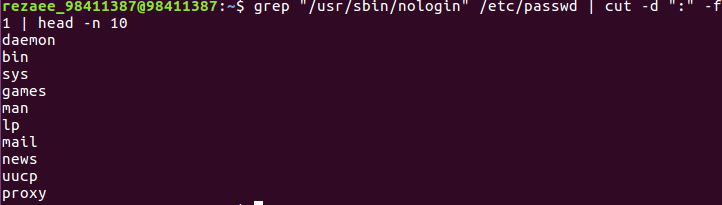 rezaee_98411387@98411387:~$ grep "/usr/sbin/nologin" /etc/passwd | cut -d ":" -f
1 | head -n 10
daemon
bin
sys
games
man
lp
mail
news
uucp
proxy